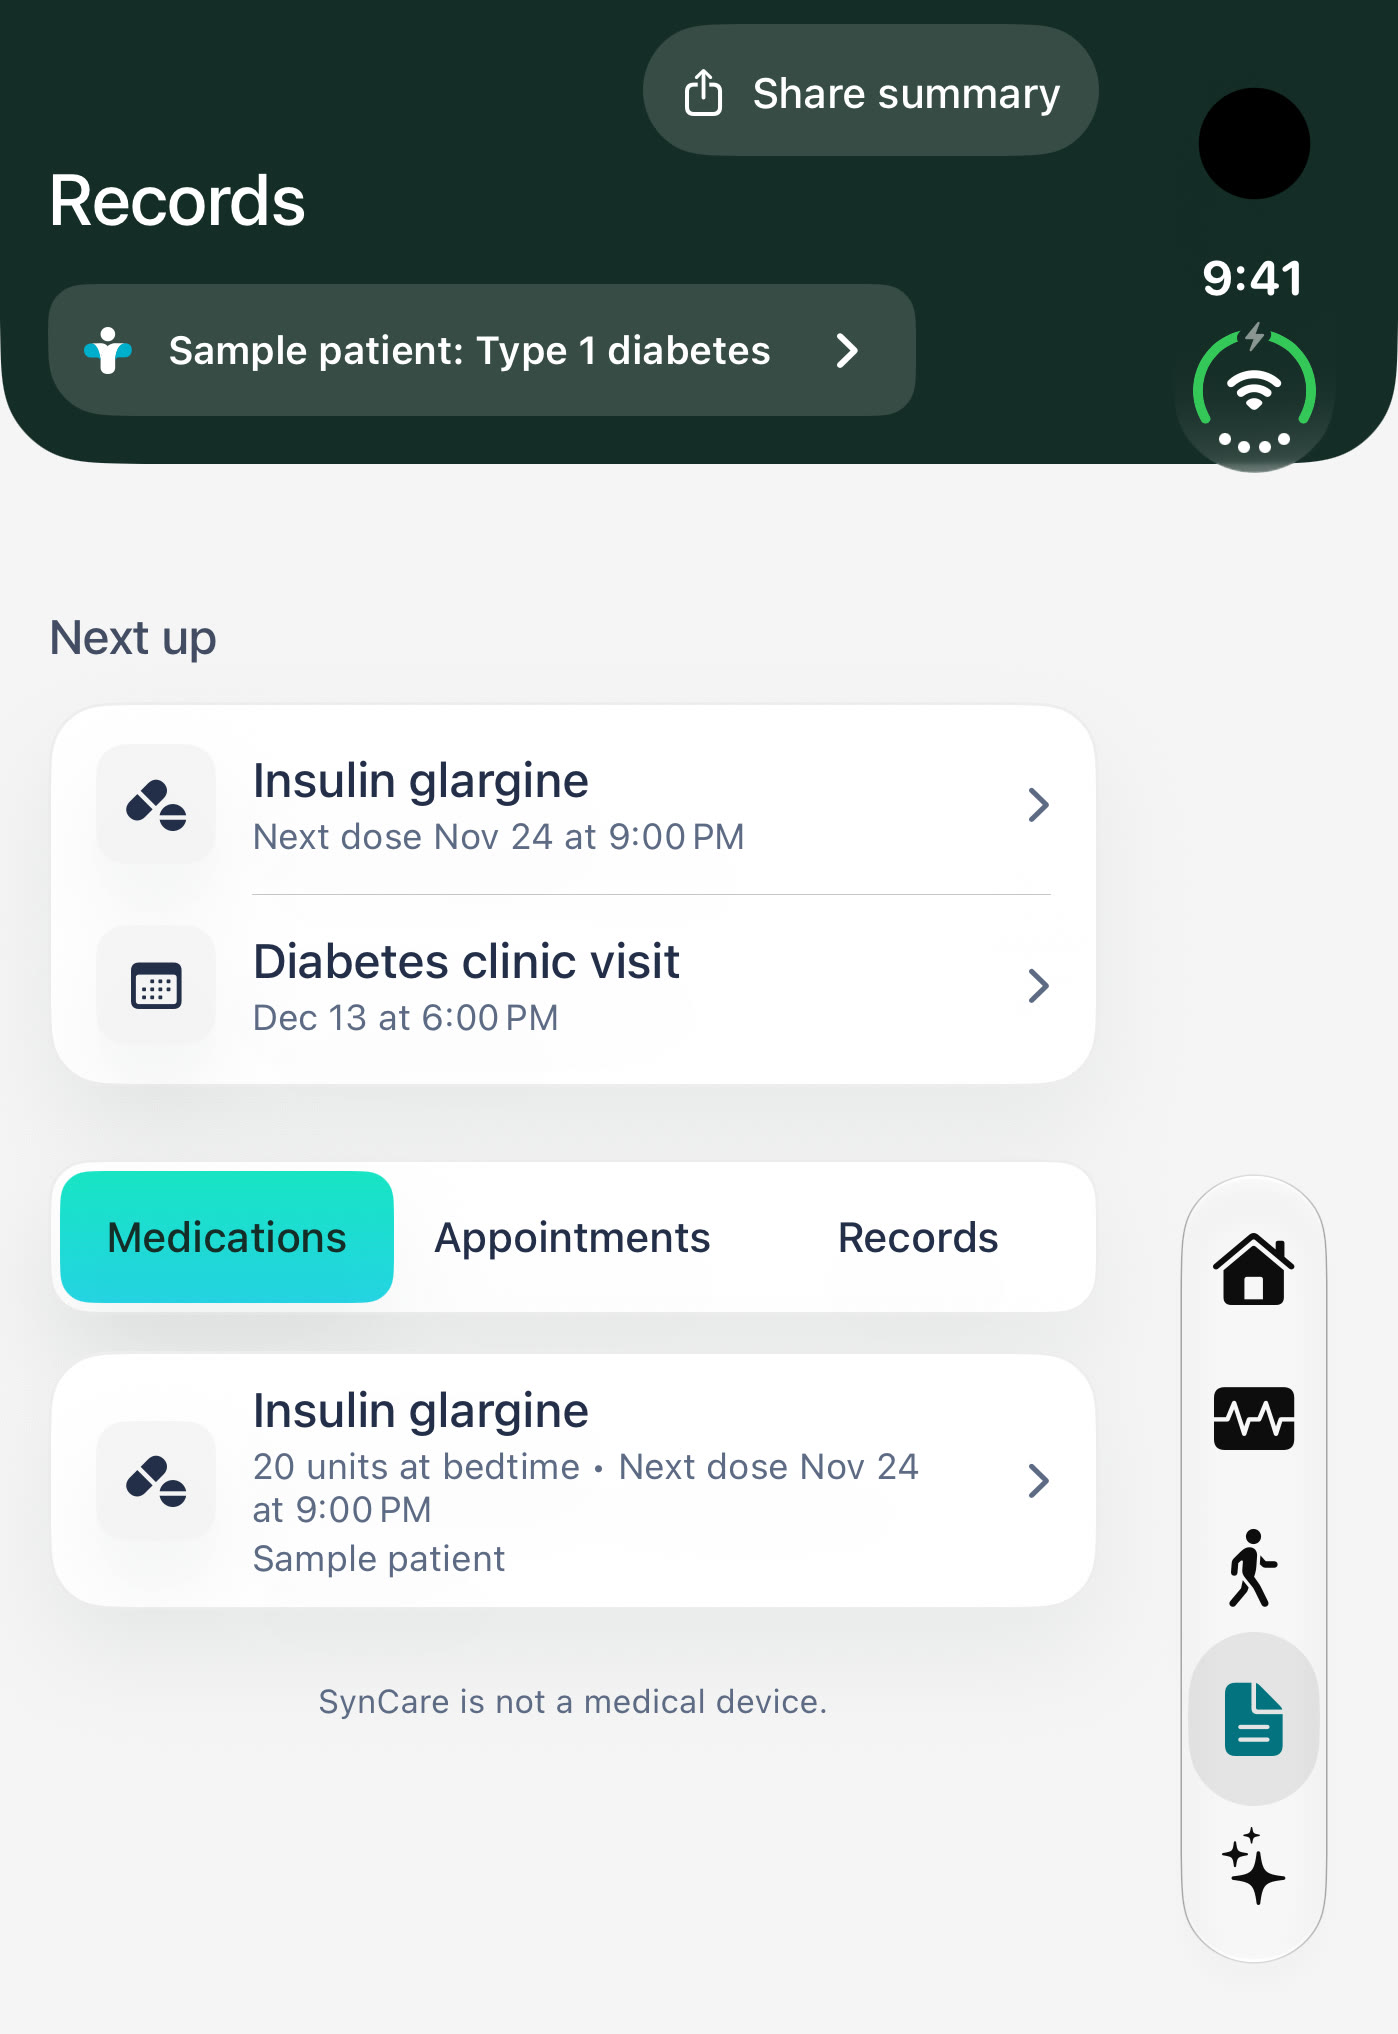 Share summary
Records
9:41
Sample patient: Type 1 diabetes
Next up
Insulin glargine
Next dose Nov 24 at 9:00 PM
Diabetes clinic visit
Dec 13 at 6:00 PM
Medications
Appointments
Records
Insulin glargine
20 units at bedtime • Next dose Nov 24
at 9:00 PM
Sample patient
SynCare is not a medical device.